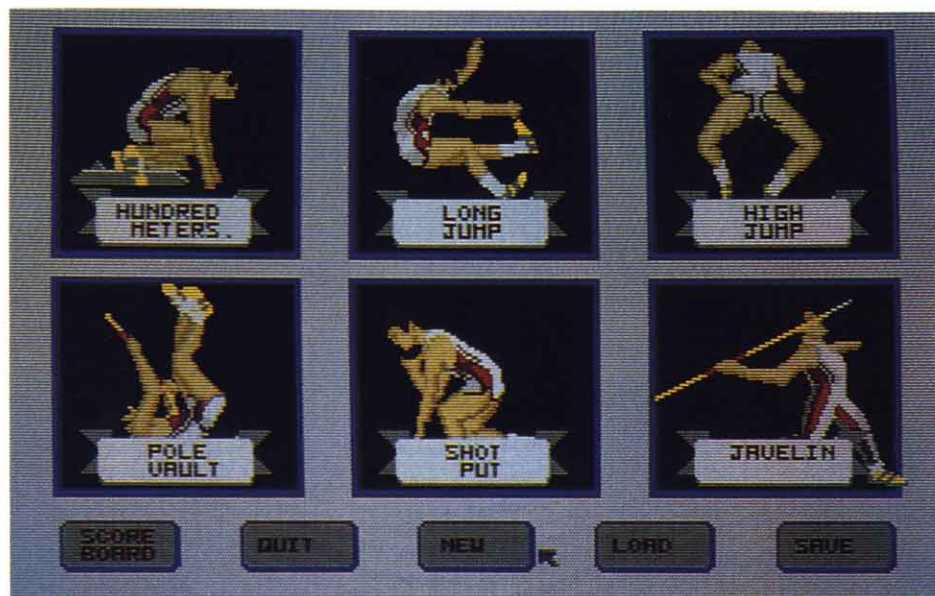 HUNDRED
METERS.
LONG
JUMP
HIGH
JUMP
POLE
VAULT
SHOT
PUT
JAVELIN
SCORE
BOARD
QUIT
NEW
LOAD
SAVE